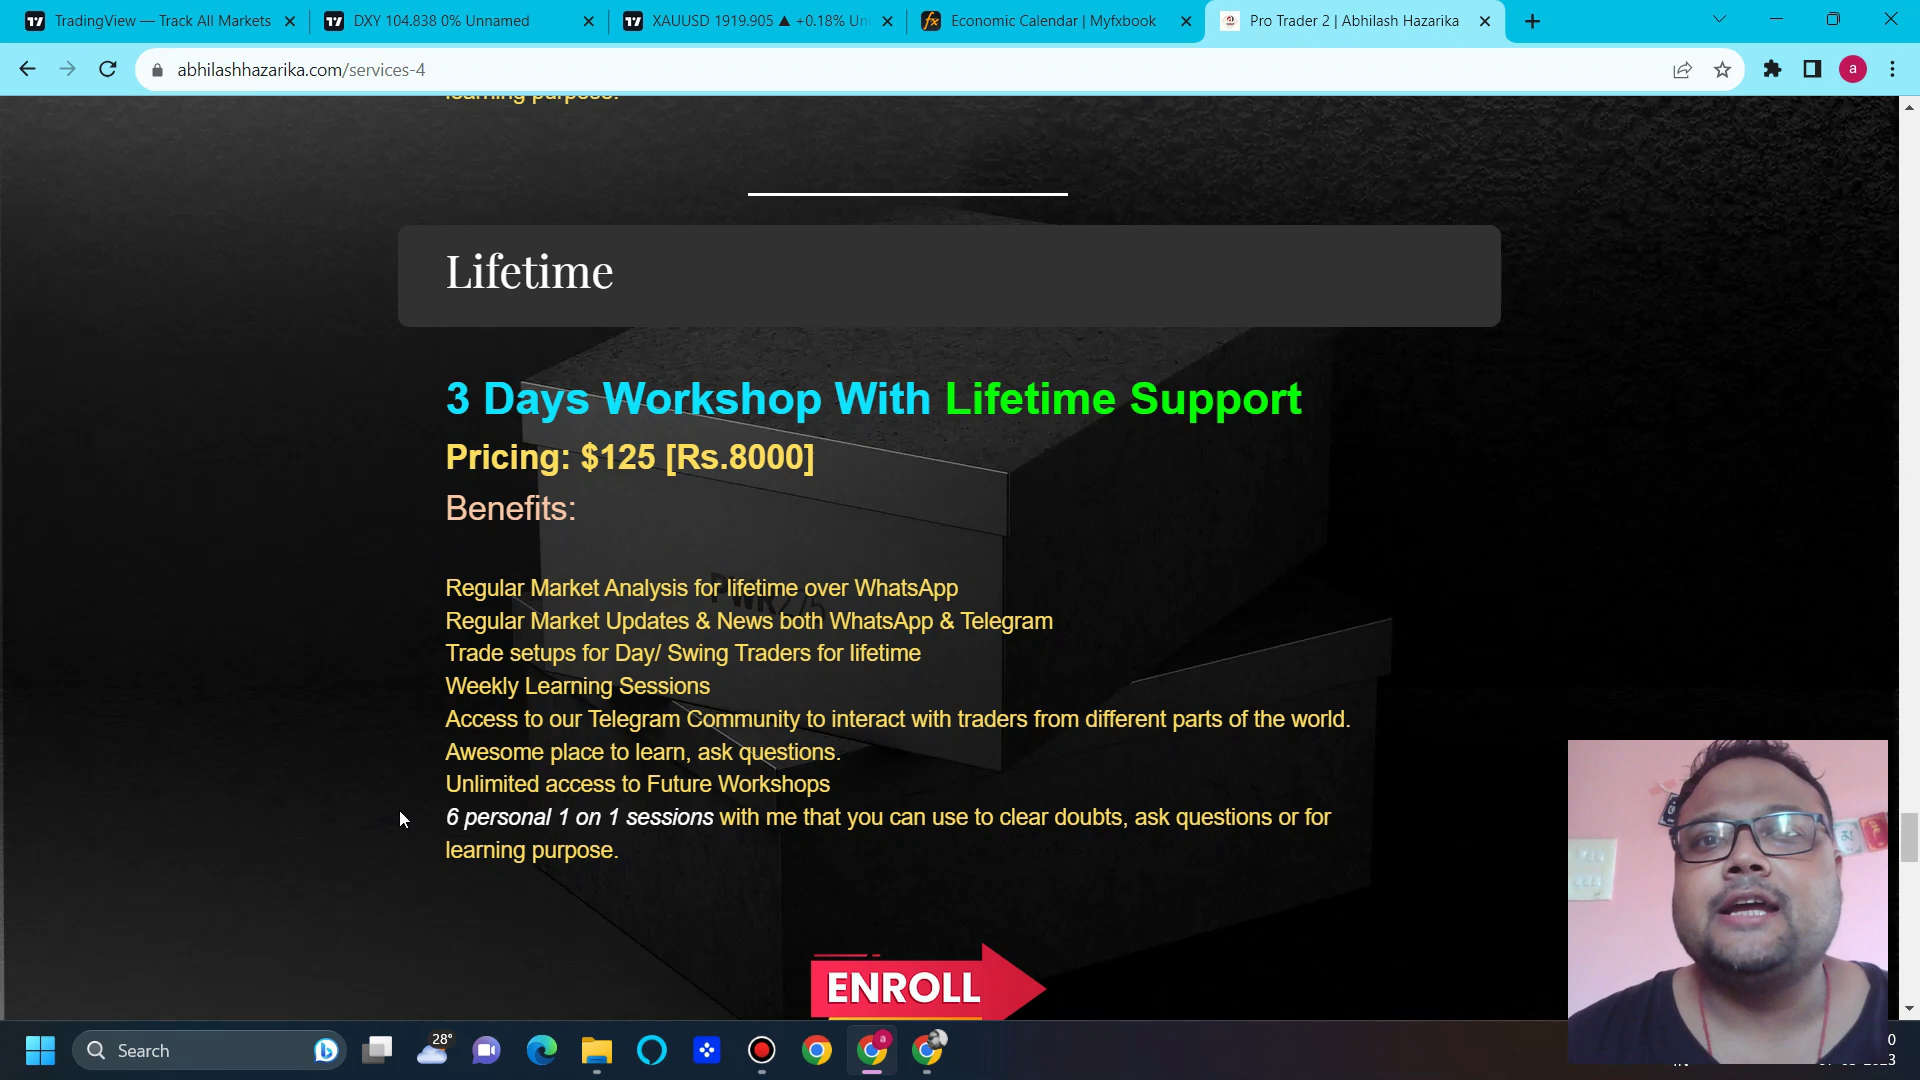 TradingView — Track All Markets
DXY 104.838 0% Unnamed
XAUUSD 1919.905 ▲ +0.18% Un
Economic Calendar | Myfxbook
Pro Trader 2 | Abhilash Hazarika
abhilashhazarika.com/services-4
a
learning purpose.
Lifetime
3 Days Workshop With Lifetime Support
Pricing: $125 [Rs.8000]
Benefits:
Regular Market Analysis for lifetime over WhatsApp
Regular Market Updates & News both WhatsApp & Telegram
Trade setups for Day/ Swing Traders for lifetime
Weekly Learning Sessions
Access to our Telegram Community to interact with traders from different parts of the world.
Awesome place to learn, ask questions.
Unlimited access to Future Workshops
6 personal 1 on 1 sessions with me that you can use to clear doubts, ask questions or for
learning purpose.
ENROLL
Search
28°